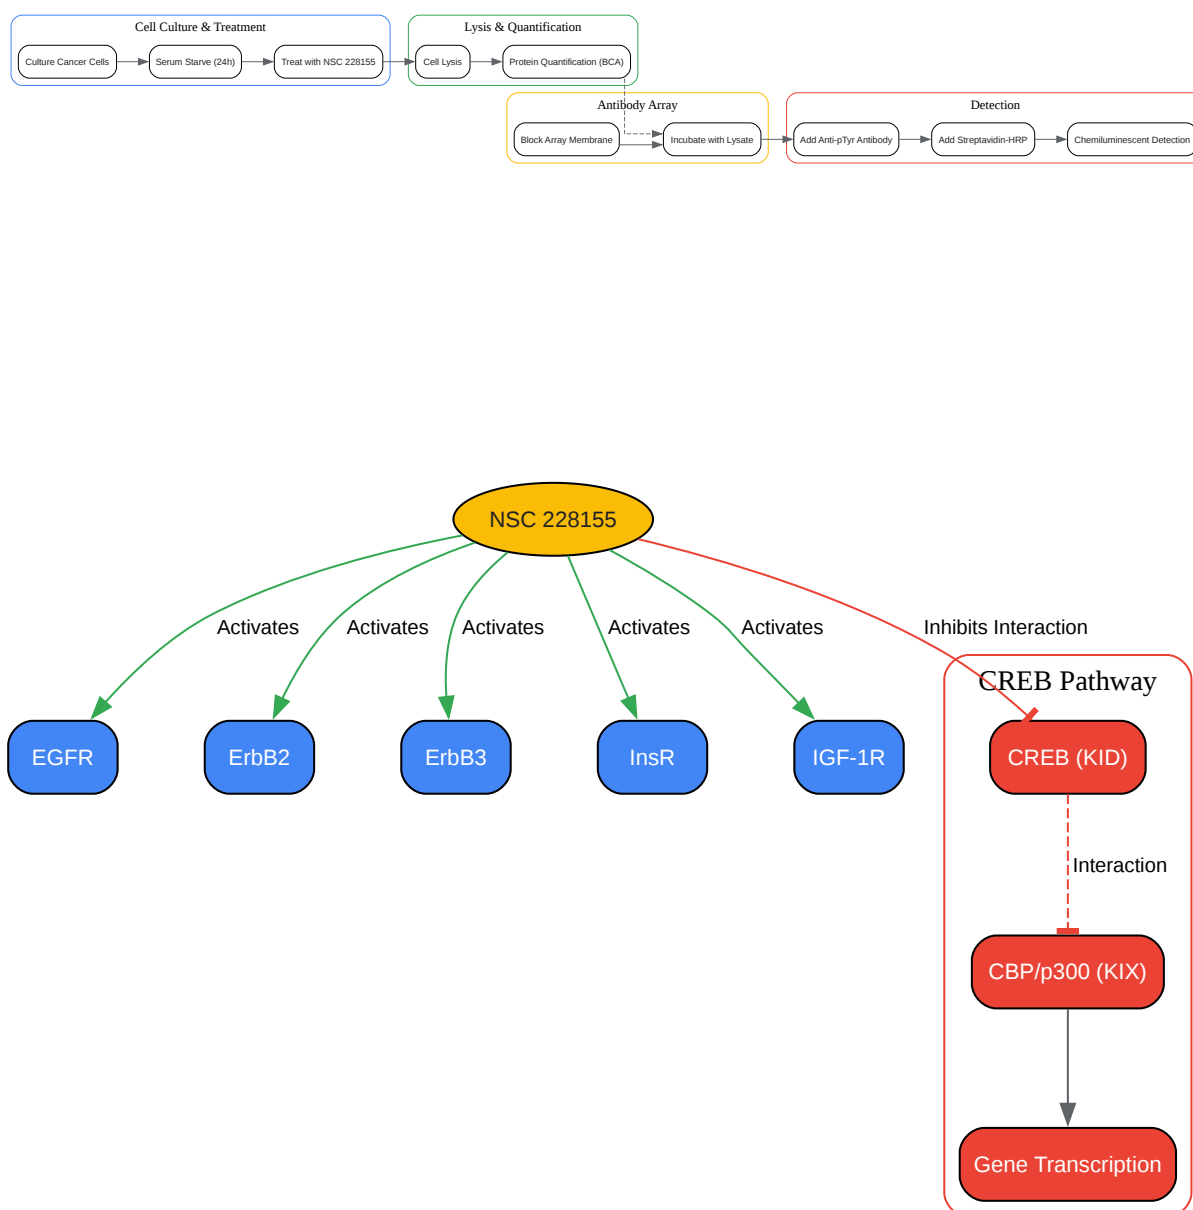 Cell Culture & Treatment
Culture Cancer Cells
Serum Starve (24h)
Treat with NSC 228155
Lysis & Quantification
Cell Lysis
Protein Quantification (BCA)
Antibody Array
Block Array Membrane
Incubate with Lysate
Detection
Add Anti-pTyr Antibody
Add Streptavidin-HRP
Chemiluminescent Detection
NSC 228155
Activates
Activates
Activates
Activates
Activates
Inhibits Interaction
EGFR
ErbB2
ErbB3
InsR
IGF-1R
CREB Pathway
CREB (KID)
Interaction
CBP/p300 (KIX)
Gene Transcription